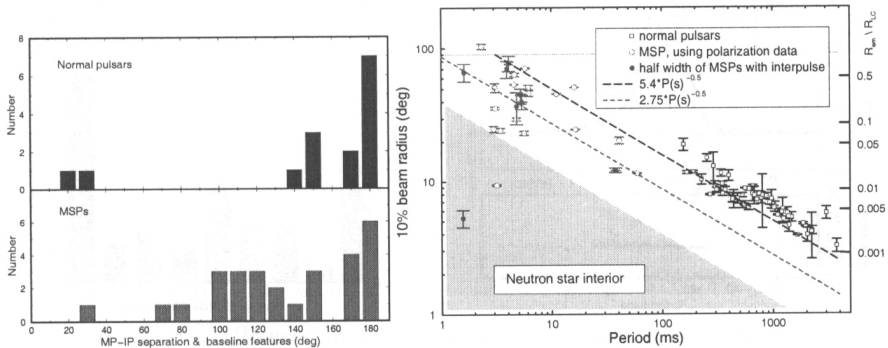 Normal pulsars
Number
8
6
4
2
0
MSPs
Number
6
4
2
0
0 20 40 60 80 100 120 140 160 180
MP-IP separation & baseline features (deg)
normal pulsars
MSP, using polarization data
half width of MSPs with interpulse
5.4*P(s)^-0.5
2.75*P(s)^-0.5
10% beam radius (deg)
100
10
1
Neutron star interior
1 10 100 1000
Period (ms)
R_em \ R_LC
0.5
0.1
0.05
0.01
0.005
0.001